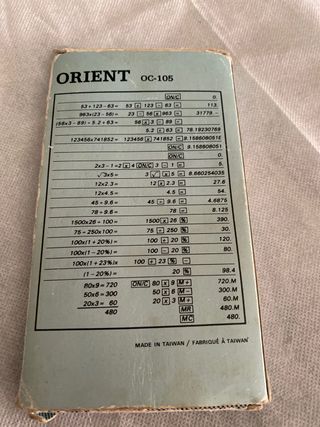 ORIENT OC-105
ON/C 0.
53+123-63= 53 + 123 - 63 = 113.
963x(23-56)= 23 - 56 × 963 = 31779.-
(56x3-89)÷5.2+63= 56 × 3 - 89 ÷
5.2 + 63 = 78.19230769
123456x741852= 123456 × 741852 = 9.158608051E
ON/C 9.158608051
ON/C 0.
2x3-1=2 × 4 ON/C 3 - 1 = 5.
√3x5= 3 √ × 5 = 8.660254035
12x2.3= 12 × 2.3 = 27.6
12x4.5= 4.5 = 54.
45÷9.6= 45 ÷ 9.6 = 4.6875
78÷9.6= 78 = 8.125
1500x26÷100= 1500 × 26 % 390.
75÷250x100= 75 ÷ 250 % 30.
100x(1+20%)= 100 + 20 % 120.
100x(1-20%)= 100 - 20 % 80.
100x(1+23%)x 100 + 23 % -
(1-20%)= 20 % 98.4
80x9=720 ON/C 80 × 9 M+ 720.M
50x6=300 50 × 6 M- 300.M
20x3= 60 20 × 3 M+ 60.M
480 MR 480.M
MC 480.
MADE IN TAIWAN / FABRIQUÉ À TAIWAN